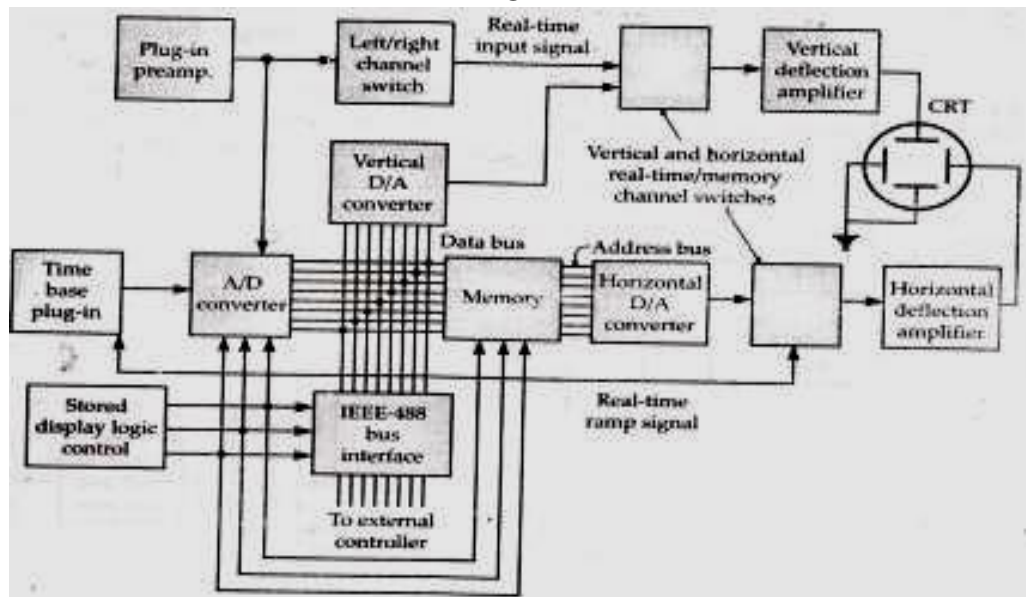 Plug-in
preamp.
Left/right
channel
switch
Real-time
input signal
Vertical
deflection
amplifier
CRT
Vertical
D/A
converter
Vertical and horizontal
real-time/memory
channel switches
Time
base
plug-in
A/D
converter
Data bus
Memory
Address bus
Horizontal
D/A
converter
Horizontal
deflection
amplifier
Stored
display logic
control
IEEE-488
bus
interface
Real-time
ramp signal
To external
controller